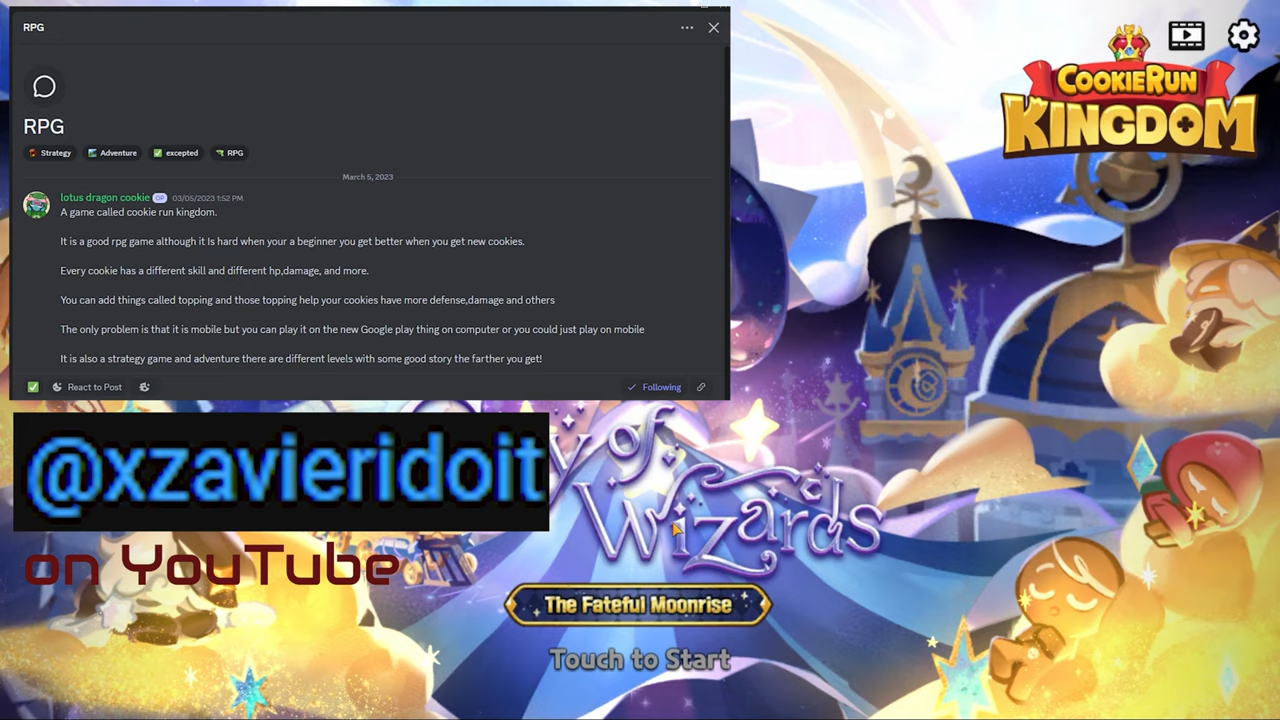 RPG
RPG
Strategy Adventure excepted RPG
March 5, 2023
lotus dragon cookie OP 03/05/2023 1:52 PM
A game called cookie run kingdom.
It is a good rpg game although it Is hard when your a beginner you get better when you get new cookies.
Every cookie has a different skill and different hp,damage, and more.
You can add things called topping and those topping help your cookies have more defense,damage and others
The only problem is that it is mobile but you can play it on the new Google play thing on computer or you could just play on mobile
It is also a strategy game and adventure there are different levels with some good story the farther you get!
React to Post Following
@xzavieridoit
on YouTube
COOKIERUN
KINGDOM
y of
Wizards
The Fateful Moonrise
Touch to Start